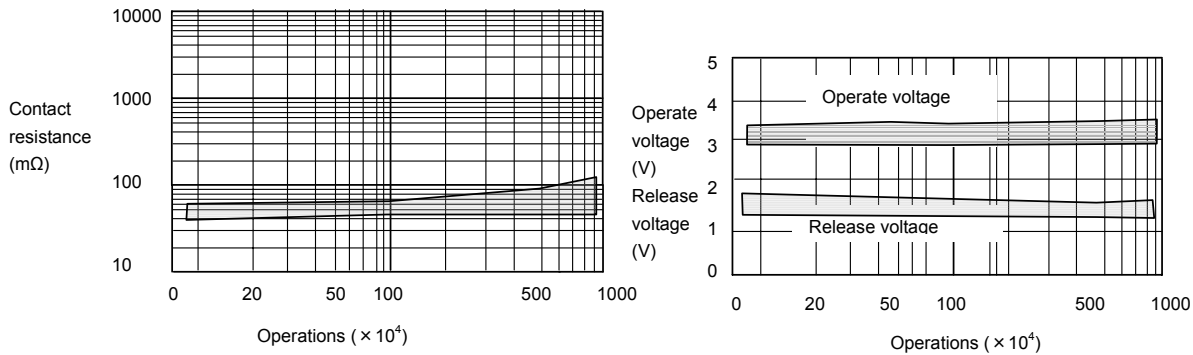 10000
1000
100
10
Contact
resistance
(mΩ)
0 20 50 100 500 1000
Operations ( × 10⁴)
5
4
3
2
1
0
Operate
voltage
(V)
Release
voltage
(V)
Operate voltage
Release voltage
0 20 50 100 500 1000
Operations ( × 10⁴)